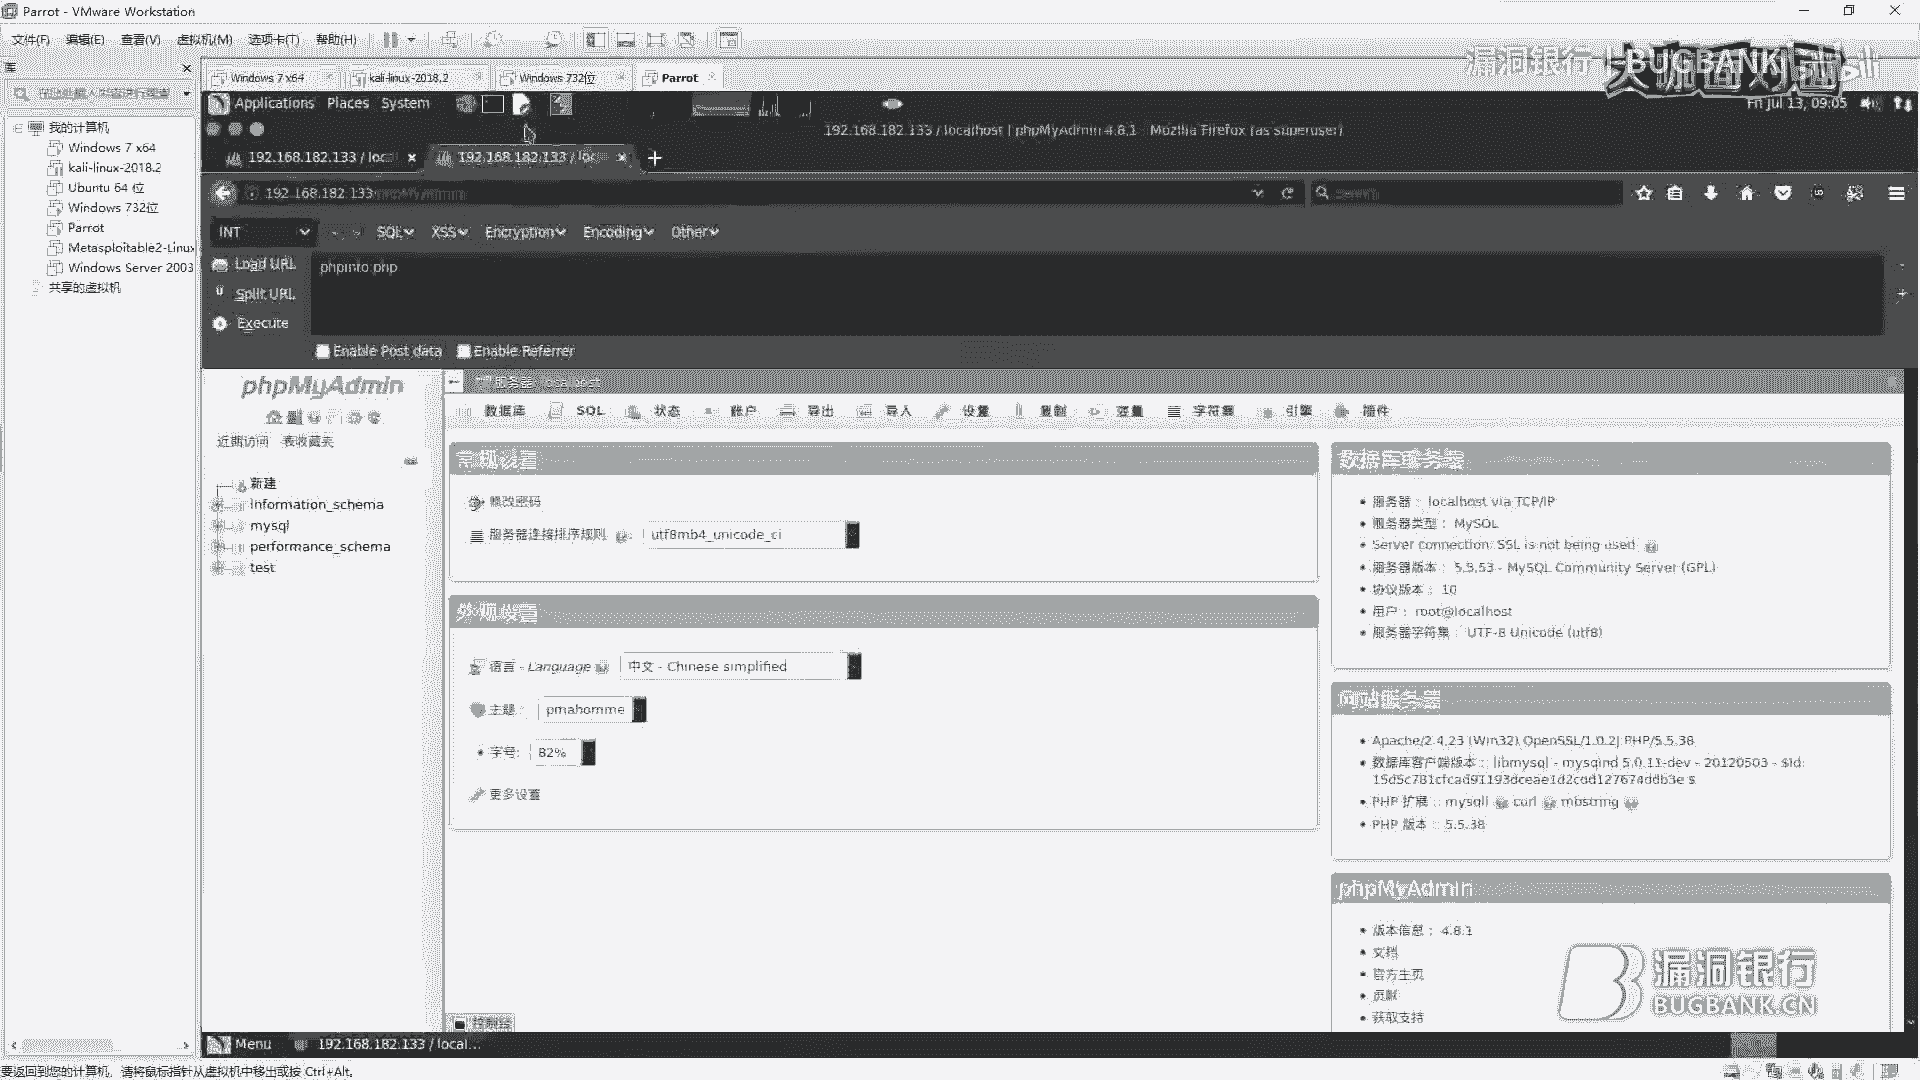 Parrot - VMware Workstation
文件(F) 编辑(E) 查看(V) 虚拟机(M) 选项卡(T) 帮助(H)
漏洞银行 BUGBANK
Windows 7 x64 kali-linux-2018.2 Windows 732位 Parrot
Applications Places System
Fri Jul 13, 09:05
我的计算机
Windows 7 x64
kali-linux-2018.2
Ubuntu 64 位
Windows 732位
Parrot
Metasploitable2-Linux
Windows Server 2003
共享的虚拟机
192.168.182.133 / localhost | phpMyAdmin 4.8.1 - Mozilla Firefox (as superuser)
192.168.182.133 / loc 192.168.182.133 / loc
192.168.182.133/phpMyAdmin Search
INT SQL XSS Encryption Encoding Other
Load URL phpinfo.php
Split URL
Execute
Enable Post data Enable Referrer
phpMyAdmin
近期访问 表收藏夹
新建
information_schema
mysql
performance_schema
test
服务器: localhost
数据库 SQL 状态 账户 导出 导入 设置 复制 变量 字符集 引擎 插件
常规设置
修改密码
服务器连接排序规则 : utf8mb4_unicode_ci
外观设置
语言 - Language 中文 - Chinese simplified
主题: pmahomme
字号: 82%
更多设置
控制台
数据库服务器
服务器: localhost via TCP/IP
服务器类型: MySQL
Server connection: SSL is not being used
服务器版本: 5.5.53 - MySQL Community Server (GPL)
协议版本: 10
用户: root@localhost
服务器字符集: UTF-8 Unicode (utf8)
网站服务器
Apache/2.4.23 (Win32) OpenSSL/1.0.2j PHP/5.5.38
数据库客户端版本: libmysql - mysqlnd 5.0.11-dev - 20120503 - $Id:
PHP 扩展: mysqli curl mbstring
PHP 版本: 5.5.38
phpMyAdmin
版本信息: 4.8.1
文档
官方主页
贡献
获取支持
漏洞银行
BUGBANK.CN
Menu 192.168.182.133 / local...
要返回到您的计算机，请将鼠标指针从虚拟机中移出或按 Ctrl+Alt。